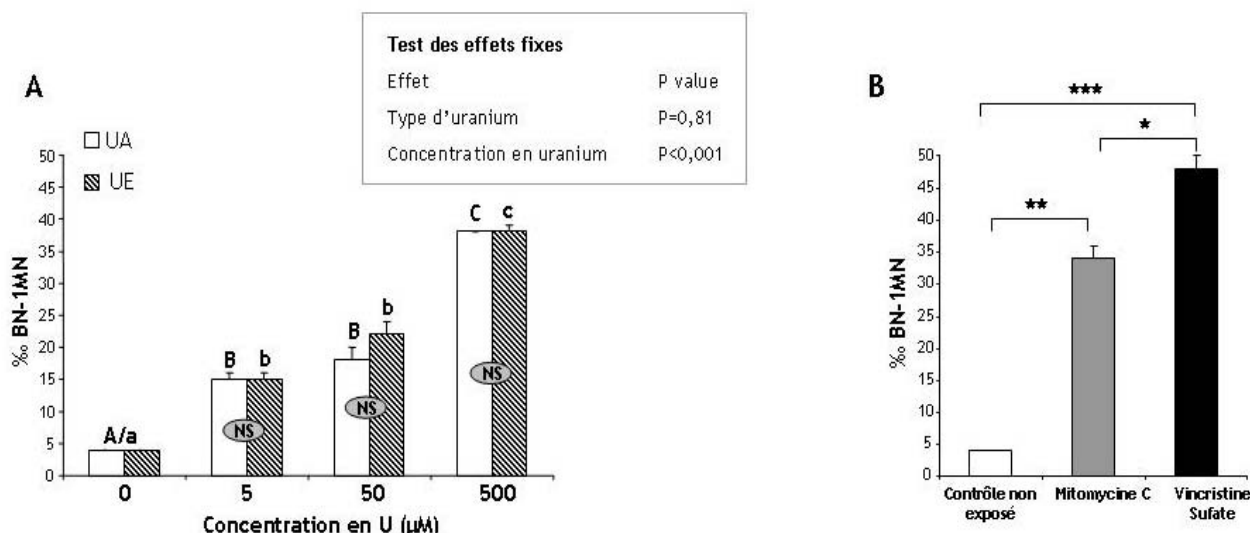 Test des effets fixes
Effet P value
Type d'uranium P=0,81
Concentration en uranium P<0,001
A
UA
UE
‰ BN-1MN
50
45
40
35
30
25
20
15
10
5
0
A/a
B b
NS
B b
NS
C c
NS
0 5 50 500
Concentration en U (µM)
B
***
*
**
‰ BN-1MN
50
45
40
35
30
25
20
15
10
5
0
Contrôle non
exposé
Mitomycine C
Vincristine
Sufate